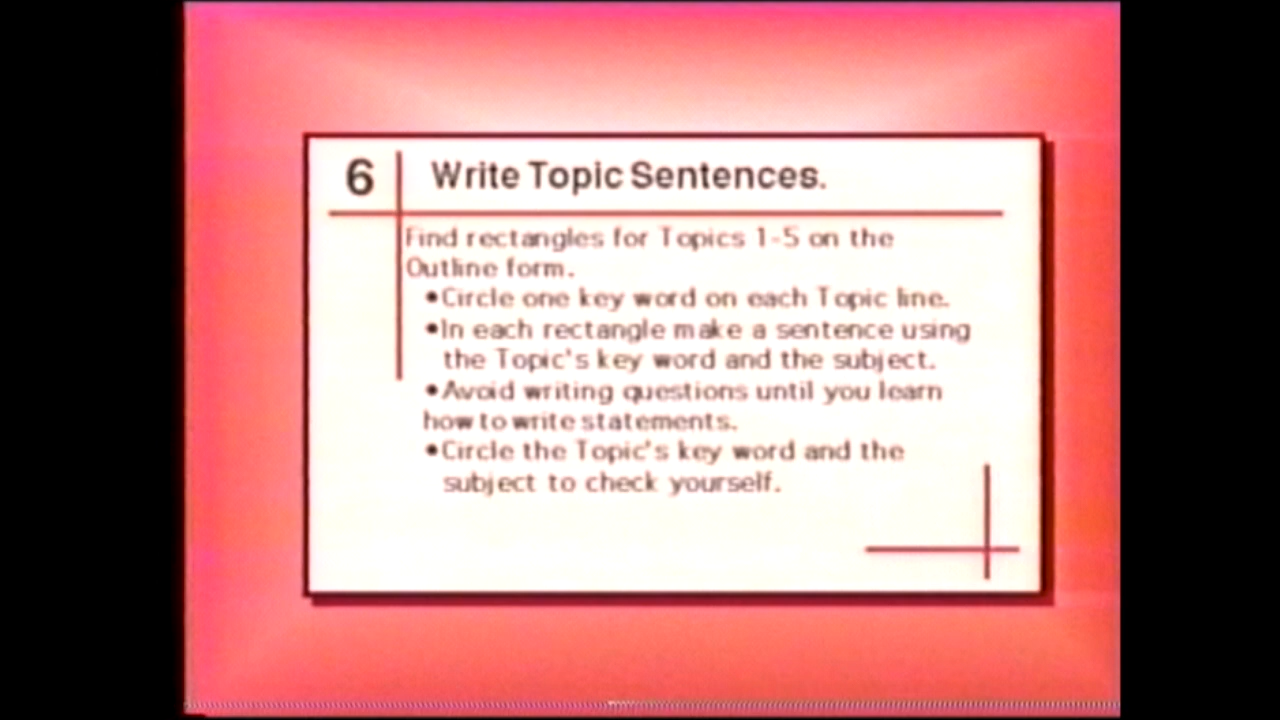 6 Write Topic Sentences.
Find rectangles for Topics 1-5 on the
Outline form.
•Circle one key word on each Topic line.
•In each rectangle make a sentence using
the Topic's key word and the subject.
•Avoid writing questions until you learn
how to write statements.
•Circle the Topic's key word and the
subject to check yourself.